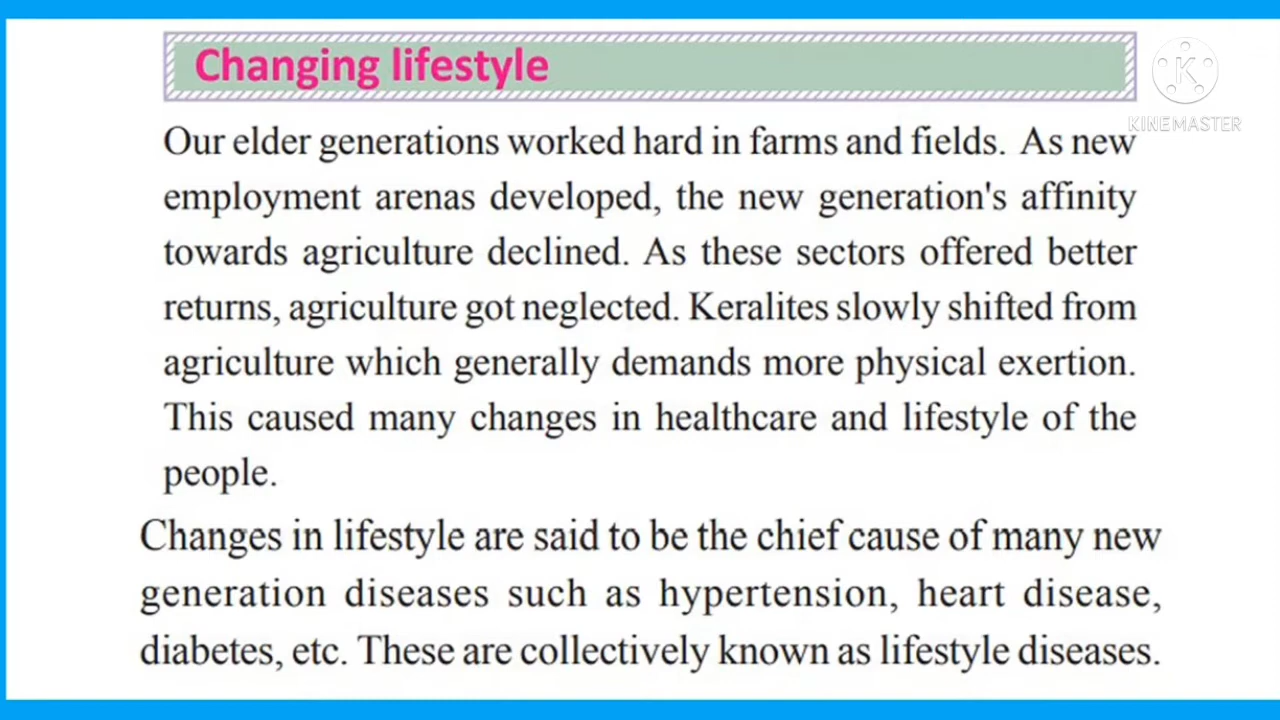 Changing lifestyle
KINEMASTER
Our elder generations worked hard in farms and fields. As new
employment arenas developed, the new generation's affinity
towards agriculture declined. As these sectors offered better
returns, agriculture got neglected. Keralites slowly shifted from
agriculture which generally demands more physical exertion.
This caused many changes in healthcare and lifestyle of the
people.
Changes in lifestyle are said to be the chief cause of many new
generation diseases such as hypertension, heart disease,
diabetes, etc. These are collectively known as lifestyle diseases.